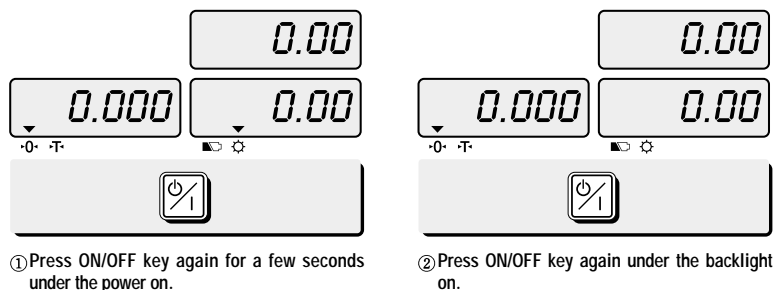 0.00
0.00
0.000
0.00
0.000
0.00
▸0◂ ▸T◂
▸0◂ ▸T◂
①Press ON/OFF key again for a few seconds
under the power on.
②Press ON/OFF key again under the backlight
on.